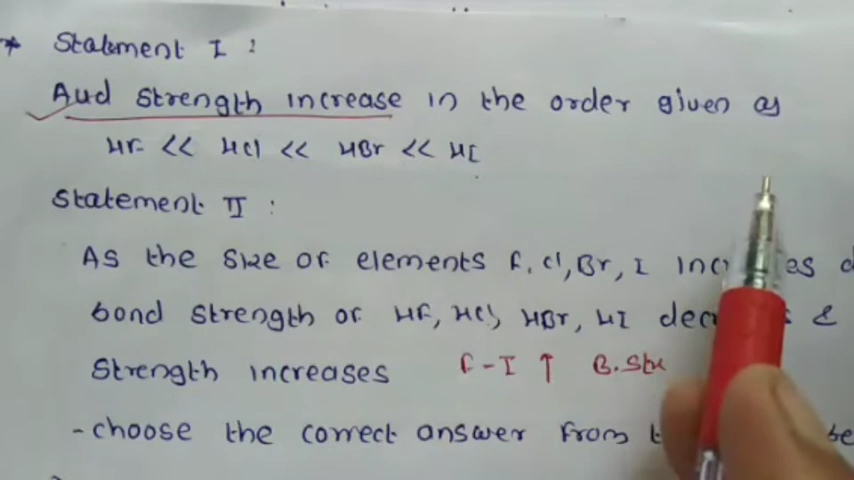 * Statement I :
Acid strength increase in the order given as
HF << HCl << HBr << HI
Statement II :
As the size of elements F, Cl, Br, I
bond strength of HF, HCl, HBr, HI &
strength increases F-I ↑ B.Str
- choose the correct answer from